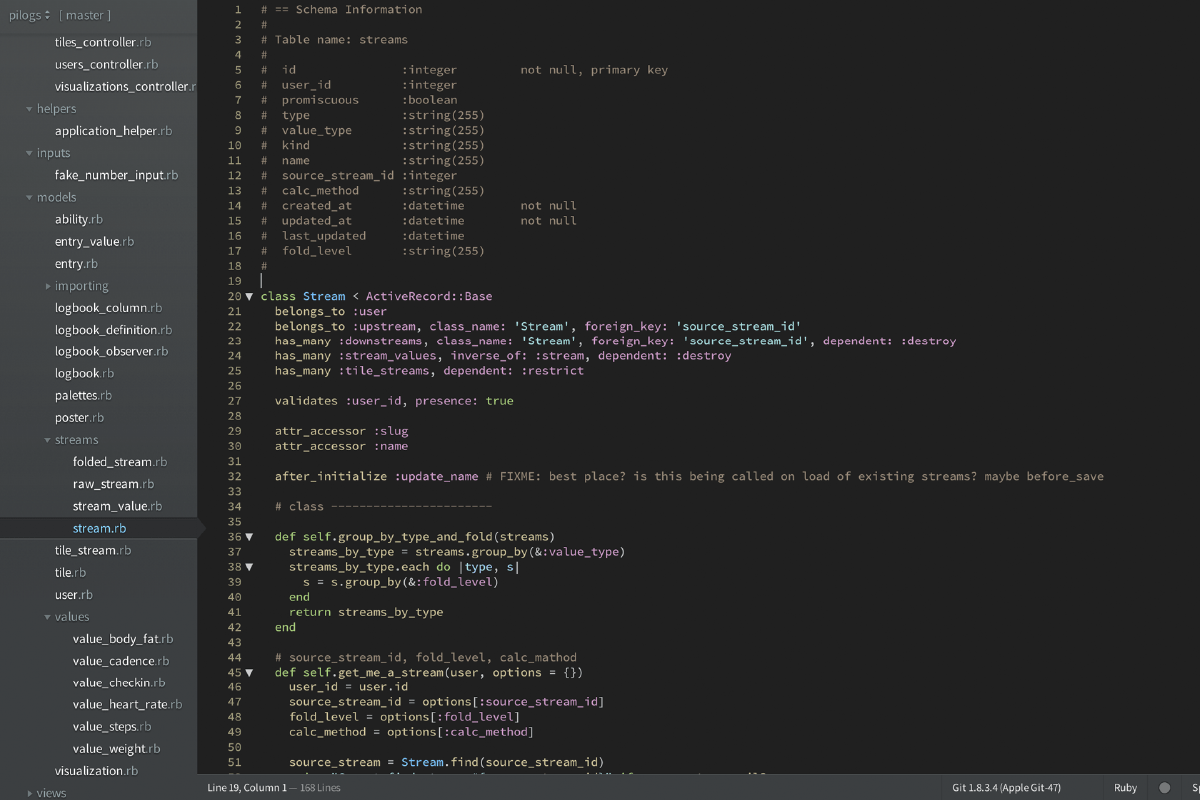 pilogs [ master ]
tiles_controller.rb
users_controller.rb
visualizations_controller.r
helpers
application_helper.rb
inputs
fake_number_input.rb
models
ability.rb
entry_value.rb
entry.rb
importing
logbook_column.rb
logbook_definition.rb
logbook_observer.rb
logbook.rb
palettes.rb
poster.rb
streams
folded_stream.rb
raw_stream.rb
stream_value.rb
stream.rb
tile_stream.rb
tile.rb
user.rb
values
value_body_fat.rb
value_cadence.rb
value_checkin.rb
value_heart_rate.rb
value_steps.rb
value_weight.rb
visualization.rb
views
1 # == Schema Information
2 #
3 # Table name: streams
4 #
5 #  id               :integer         not null, primary key
6 #  user_id          :integer
7 #  promiscuous      :boolean
8 #  type             :string(255)
9 #  value_type       :string(255)
10 #  kind             :string(255)
11 #  name             :string(255)
12 #  source_stream_id :integer
13 #  calc_method      :string(255)
14 #  created_at       :datetime        not null
15 #  updated_at       :datetime        not null
16 #  last_updated     :datetime
17 #  fold_level       :string(255)
18 #
19
20 class Stream < ActiveRecord::Base
21   belongs_to :user
22   belongs_to :upstream, class_name: 'Stream', foreign_key: 'source_stream_id'
23   has_many :downstreams, class_name: 'Stream', foreign_key: 'source_stream_id', dependent: :destroy
24   has_many :stream_values, inverse_of: :stream, dependent: :destroy
25   has_many :tile_streams, dependent: :restrict
26
27   validates :user_id, presence: true
28
29   attr_accessor :slug
30   attr_accessor :name
31
32   after_initialize :update_name # FIXME: best place? is this being called on load of existing streams? maybe before_save
33
34   # class -----------------------
35
36   def self.group_by_type_and_fold(streams)
37     streams_by_type = streams.group_by(&:value_type)
38     streams_by_type.each do |type, s|
39       s = s.group_by(&:fold_level)
40     end
41     return streams_by_type
42   end
43
44   # source_stream_id, fold_level, calc_mathod
45   def self.get_me_a_stream(user, options = {})
46     user_id = user.id
47     source_stream_id = options[:source_stream_id]
48     fold_level = options[:fold_level]
49     calc_method = options[:calc_method]
50
51     source_stream = Stream.find(source_stream_id)
Line 19, Column 1 — 168 Lines
Git 1.8.3.4 (Apple Git-47)
Ruby